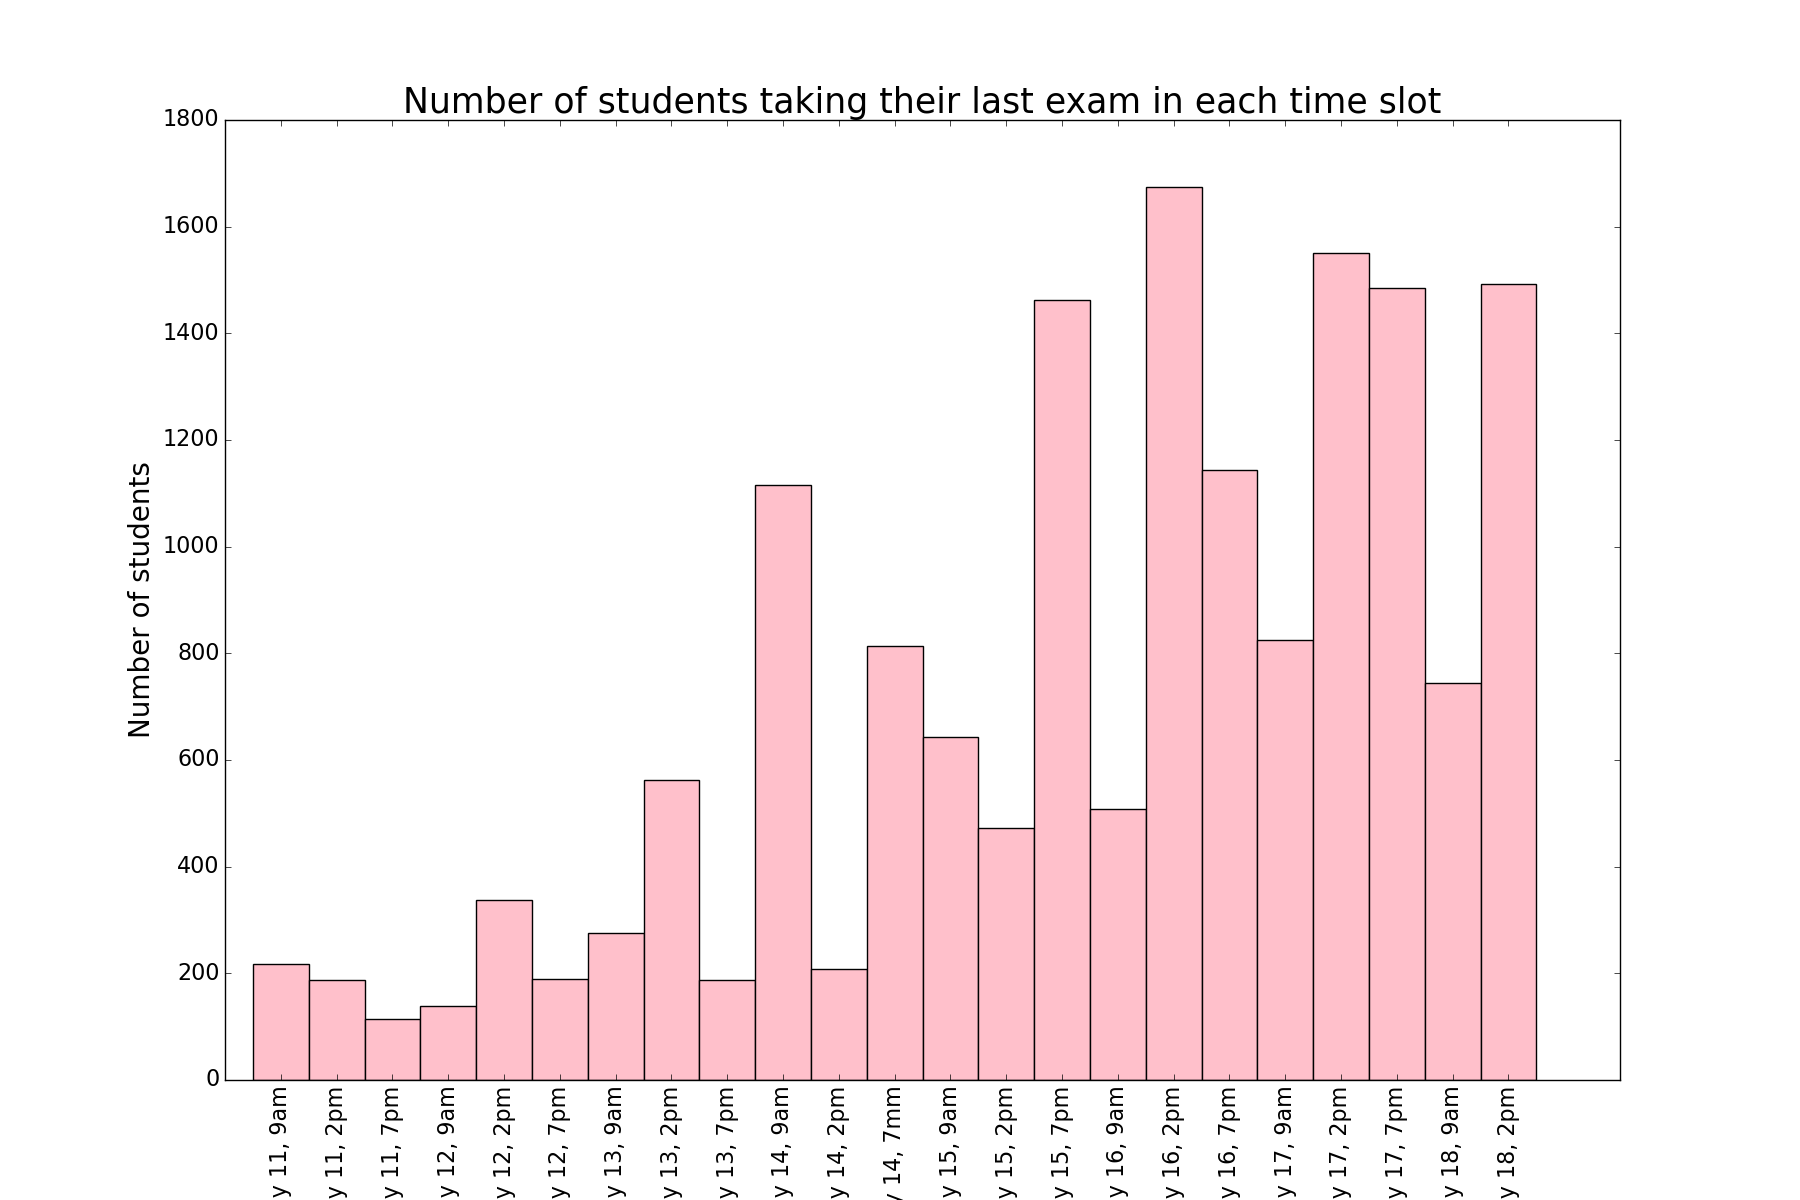 Number of students taking their last exam in each time slot
Number of students
1800
1600
1400
1200
1000
800
600
400
200
0
y 11, 9am
y 11, 2pm
y 11, 7pm
y 12, 9am
y 12, 2pm
y 12, 7pm
y 13, 9am
y 13, 2pm
y 13, 7pm
y 14, 9am
y 14, 2pm
y 14, 7mm
y 15, 9am
y 15, 2pm
y 15, 7pm
y 16, 9am
y 16, 2pm
y 16, 7pm
y 17, 9am
y 17, 2pm
y 17, 7pm
y 18, 9am
y 18, 2pm